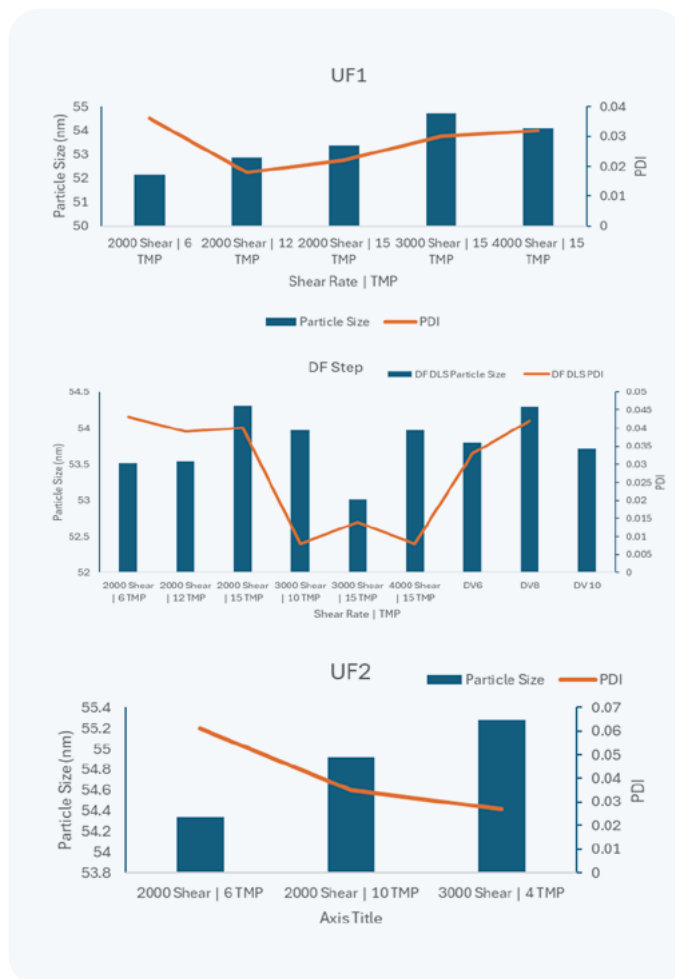 UF1
Particle Size (nm)
55
54
53
52
51
50
0.04
0.03
0.02
0.01
0
PDI
2000 Shear | 6 TMP
2000 Shear | 12 TMP
2000 Shear | 15 TMP
3000 Shear | 15 TMP
4000 Shear | 15 TMP
Shear Rate | TMP
Particle Size
PDI
DF Step
DF DLS Particle Size
DF DLS PDI
Particle Size (nm)
54.5
54
53.5
53
52.5
52
0.05
0.045
0.04
0.035
0.03
0.025
0.02
0.015
0.01
0.005
0
PDI
2000 Shear | 6 TMP
2000 Shear | 12 TMP
2000 Shear | 15 TMP
3000 Shear | 10 TMP
3000 Shear | 15 TMP
4000 Shear | 15 TMP
DV6
DV8
DV 10
Shear Rate | TMP
UF2
Particle Size
PDI
Particle Size (nm)
55.4
55.2
55
54.8
54.6
54.4
54.2
54
53.8
0.07
0.06
0.05
0.04
0.03
0.02
0.01
0
PDI
2000 Shear | 6 TMP
2000 Shear | 10 TMP
3000 Shear | 4 TMP
Axis Title